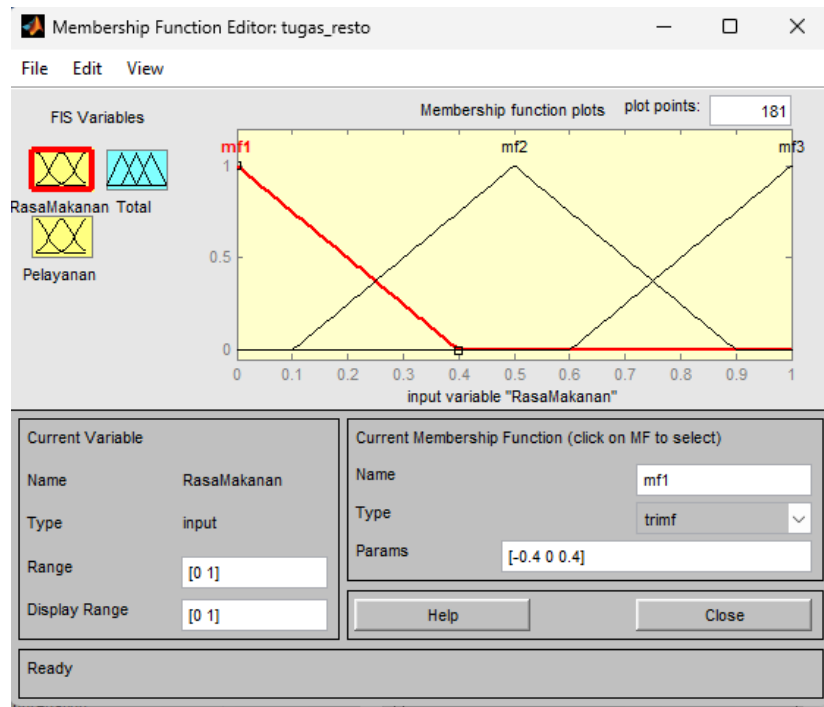 Membership Function Editor: tugas_resto
File Edit View
FIS Variables
RasaMakanan Total
Pelayanan
Membership function plots plot points: 181
mf1 mf2 mf3
1
0.5
0
0 0.1 0.2 0.3 0.4 0.5 0.6 0.7 0.8 0.9 1
input variable "RasaMakanan"
Current Variable
Name RasaMakanan
Type input
Range [0 1]
Display Range [0 1]
Current Membership Function (click on MF to select)
Name mf1
Type trimf
Params [-0.4 0 0.4]
Help Close
Ready